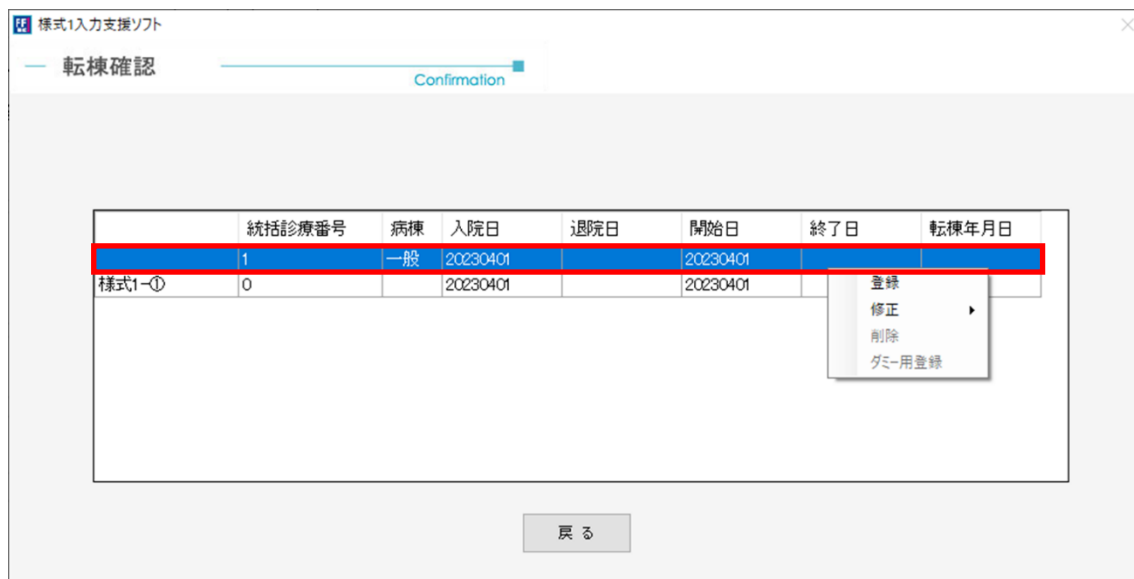 様式1入力支援ソフト
転棟確認
Confirmation
統括診療番号 病棟 入院日 退院日 開始日 終了日 転棟年月日
1 一般 20230401 20230401
様式1-① 0 20230401 20230401
登録
修正
削除
ダミー用登録
戻る